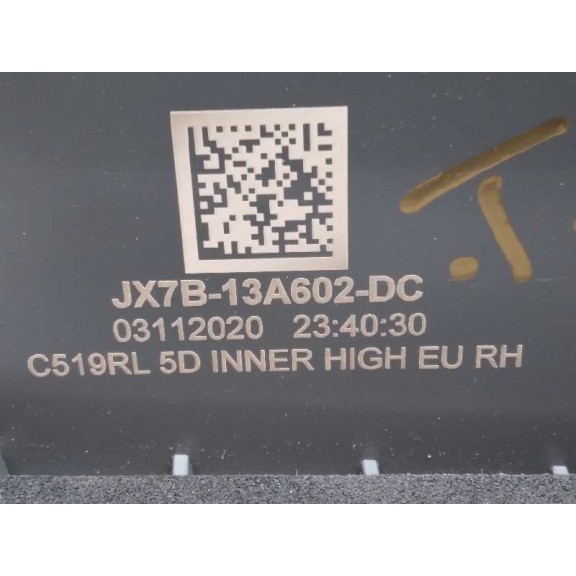 JX7B-13A602-DC
03112020 23:40:30
C519RL 5D INNER HIGH EU RH